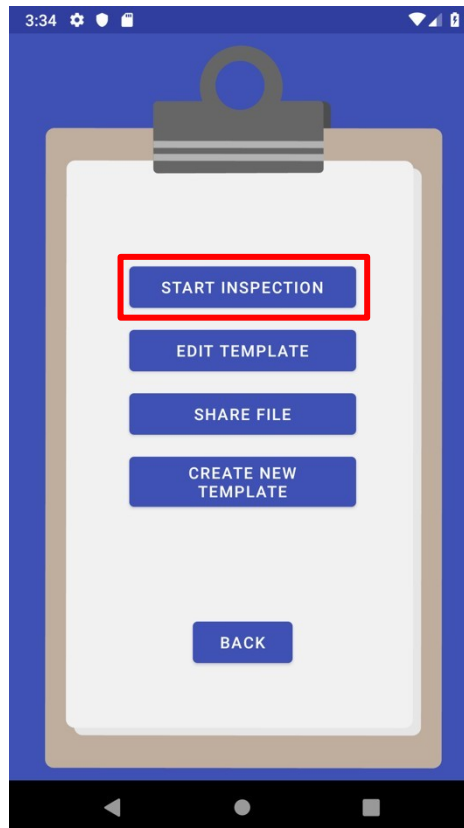 3:34
START INSPECTION
EDIT TEMPLATE
SHARE FILE
CREATE NEW
TEMPLATE
BACK